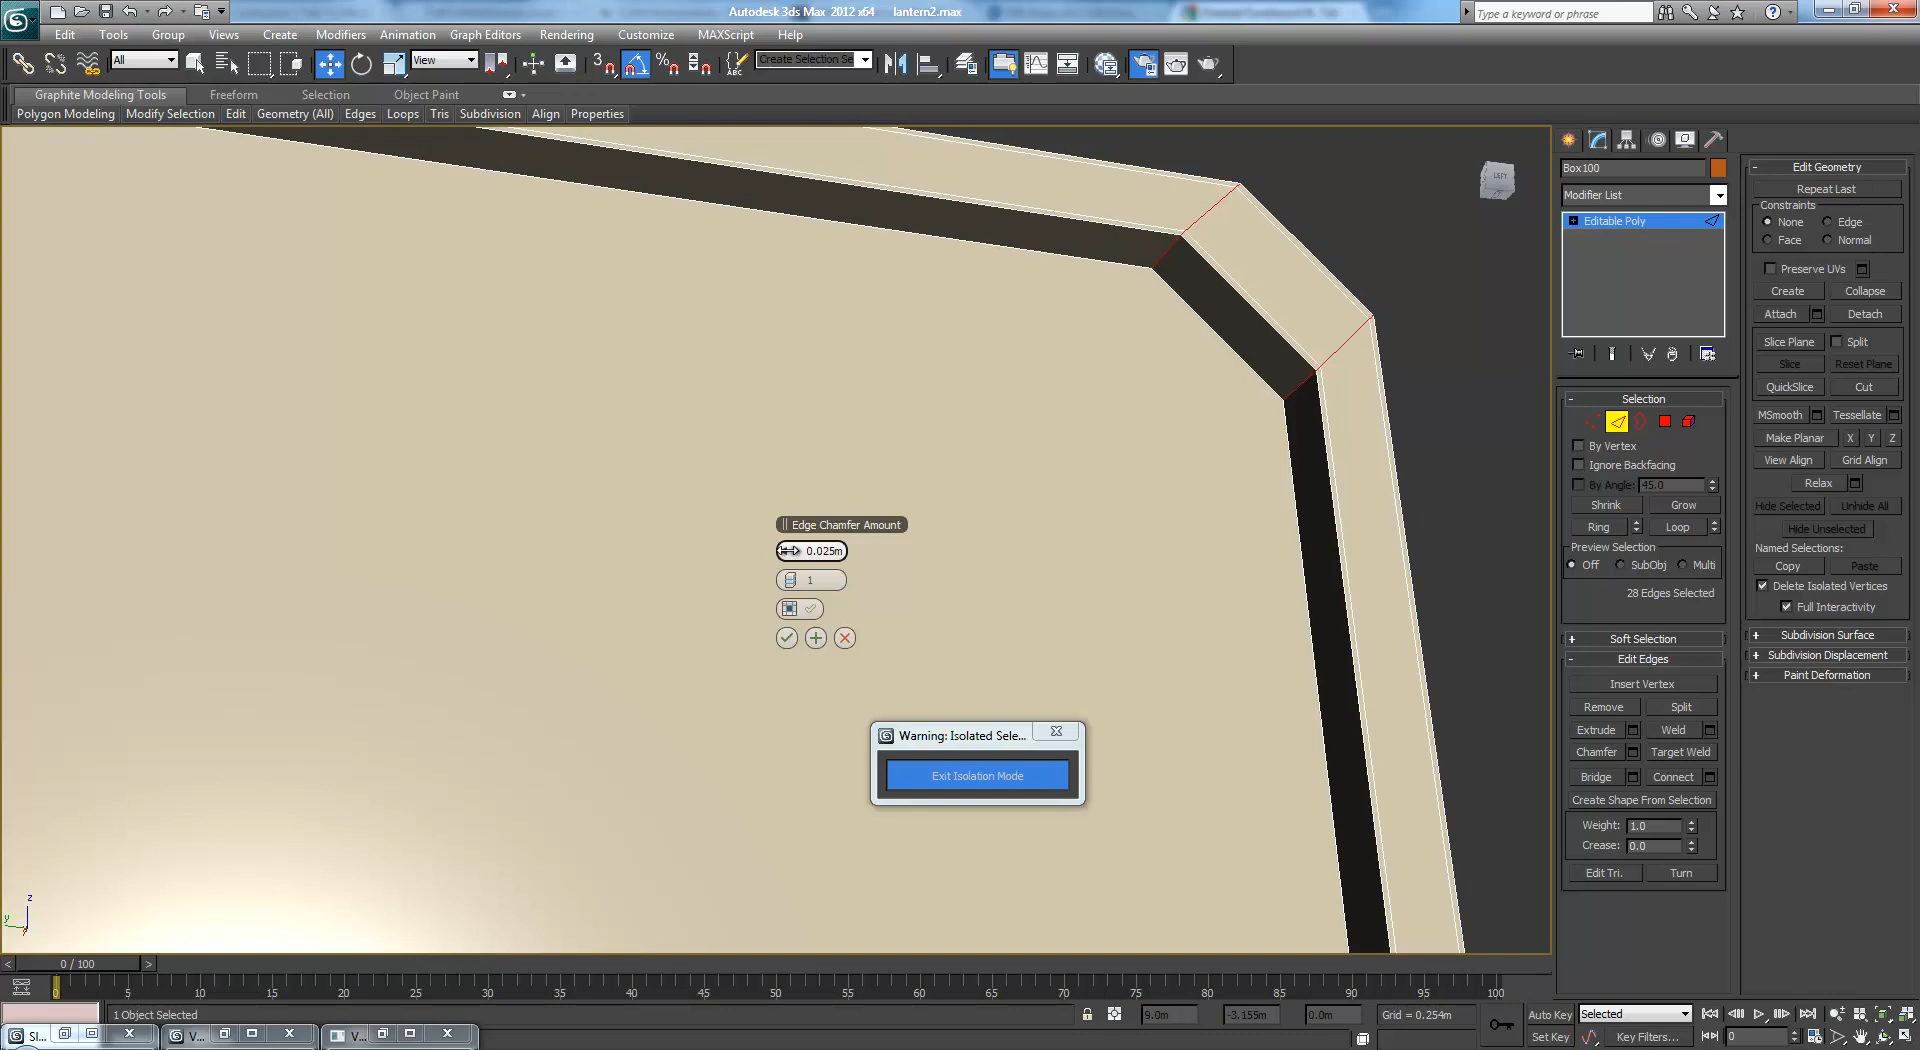 Autodesk 3ds Max 2012 x64 lantern2.max
Type a keyword or phrase
Edit Tools Group Views Create Modifiers Animation Graph Editors Rendering Customize MAXScript Help
All View Create Selection Se
Graphite Modeling Tools Freeform Selection Object Paint
Polygon Modeling Modify Selection Edit Geometry (All) Edges Loops Tris Subdivision Align Properties
LEFT
Box100
Modifier List
Editable Poly
Selection
By Vertex
Ignore Backfacing
By Angle: 45.0
Shrink Grow
Ring Loop
Preview Selection
Off SubObj Multi
28 Edges Selected
Soft Selection
Edit Edges
Insert Vertex
Remove Split
Extrude Weld
Chamfer Target Weld
Bridge Connect
Create Shape From Selection
Weight: 1.0
Crease: 0.0
Edit Tri. Turn
Edit Geometry
Repeat Last
Constraints
None Edge
Face Normal
Preserve UVs
Create Collapse
Attach Detach
Slice Plane Split
Slice Reset Plane
QuickSlice Cut
MSmooth Tessellate
Make Planar X Y Z
View Align Grid Align
Relax
Hide Selected Unhide All
Hide Unselected
Named Selections:
Copy Paste
Delete Isolated Vertices
Full Interactivity
Subdivision Surface
Subdivision Displacement
Paint Deformation
Edge Chamfer Amount
0.025m
1
Warning: Isolated Sele...
Exit Isolation Mode
z
y
0 / 100
0 5 10 15 20 25 30 35 40 45 50 55 60 65 70 75 80 85 90 95 100
1 Object Selected
9.0m -3.155m 0.0m Grid = 0.254m
Auto Key Selected
Set Key Key Filters... 0
Sl... V... V...